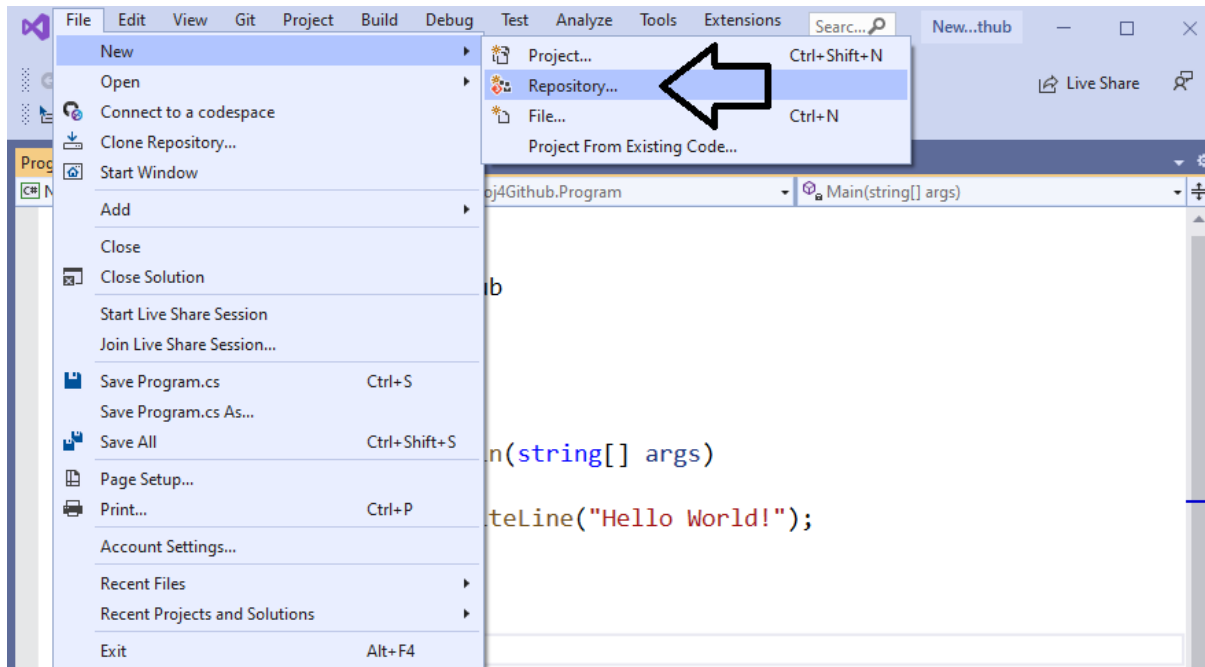 File Edit View Git Project Build Debug Test Analyze Tools Extensions Searc... New...thub
New
Project... Ctrl+Shift+N
Open
Repository...
Live Share
Connect to a codespace
File... Ctrl+N
Clone Repository...
Project From Existing Code...
Start Window
Prog
C# N
oj4Github.Program
Main(string[] args)
Add
Close
Close Solution
ub
Start Live Share Session
Join Live Share Session...
Save Program.cs Ctrl+S
Save Program.cs As...
Save All Ctrl+Shift+S
n(string[] args)
Page Setup...
Print... Ctrl+P
teLine("Hello World!");
Account Settings...
Recent Files
Recent Projects and Solutions
Exit Alt+F4